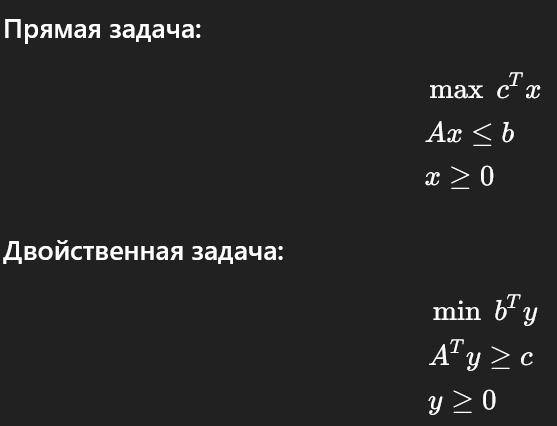 Прямая задача:
max c^T x
Ax ≤ b
x ≥ 0
Двойственная задача:
min b^T y
A^T y ≥ c
y ≥ 0